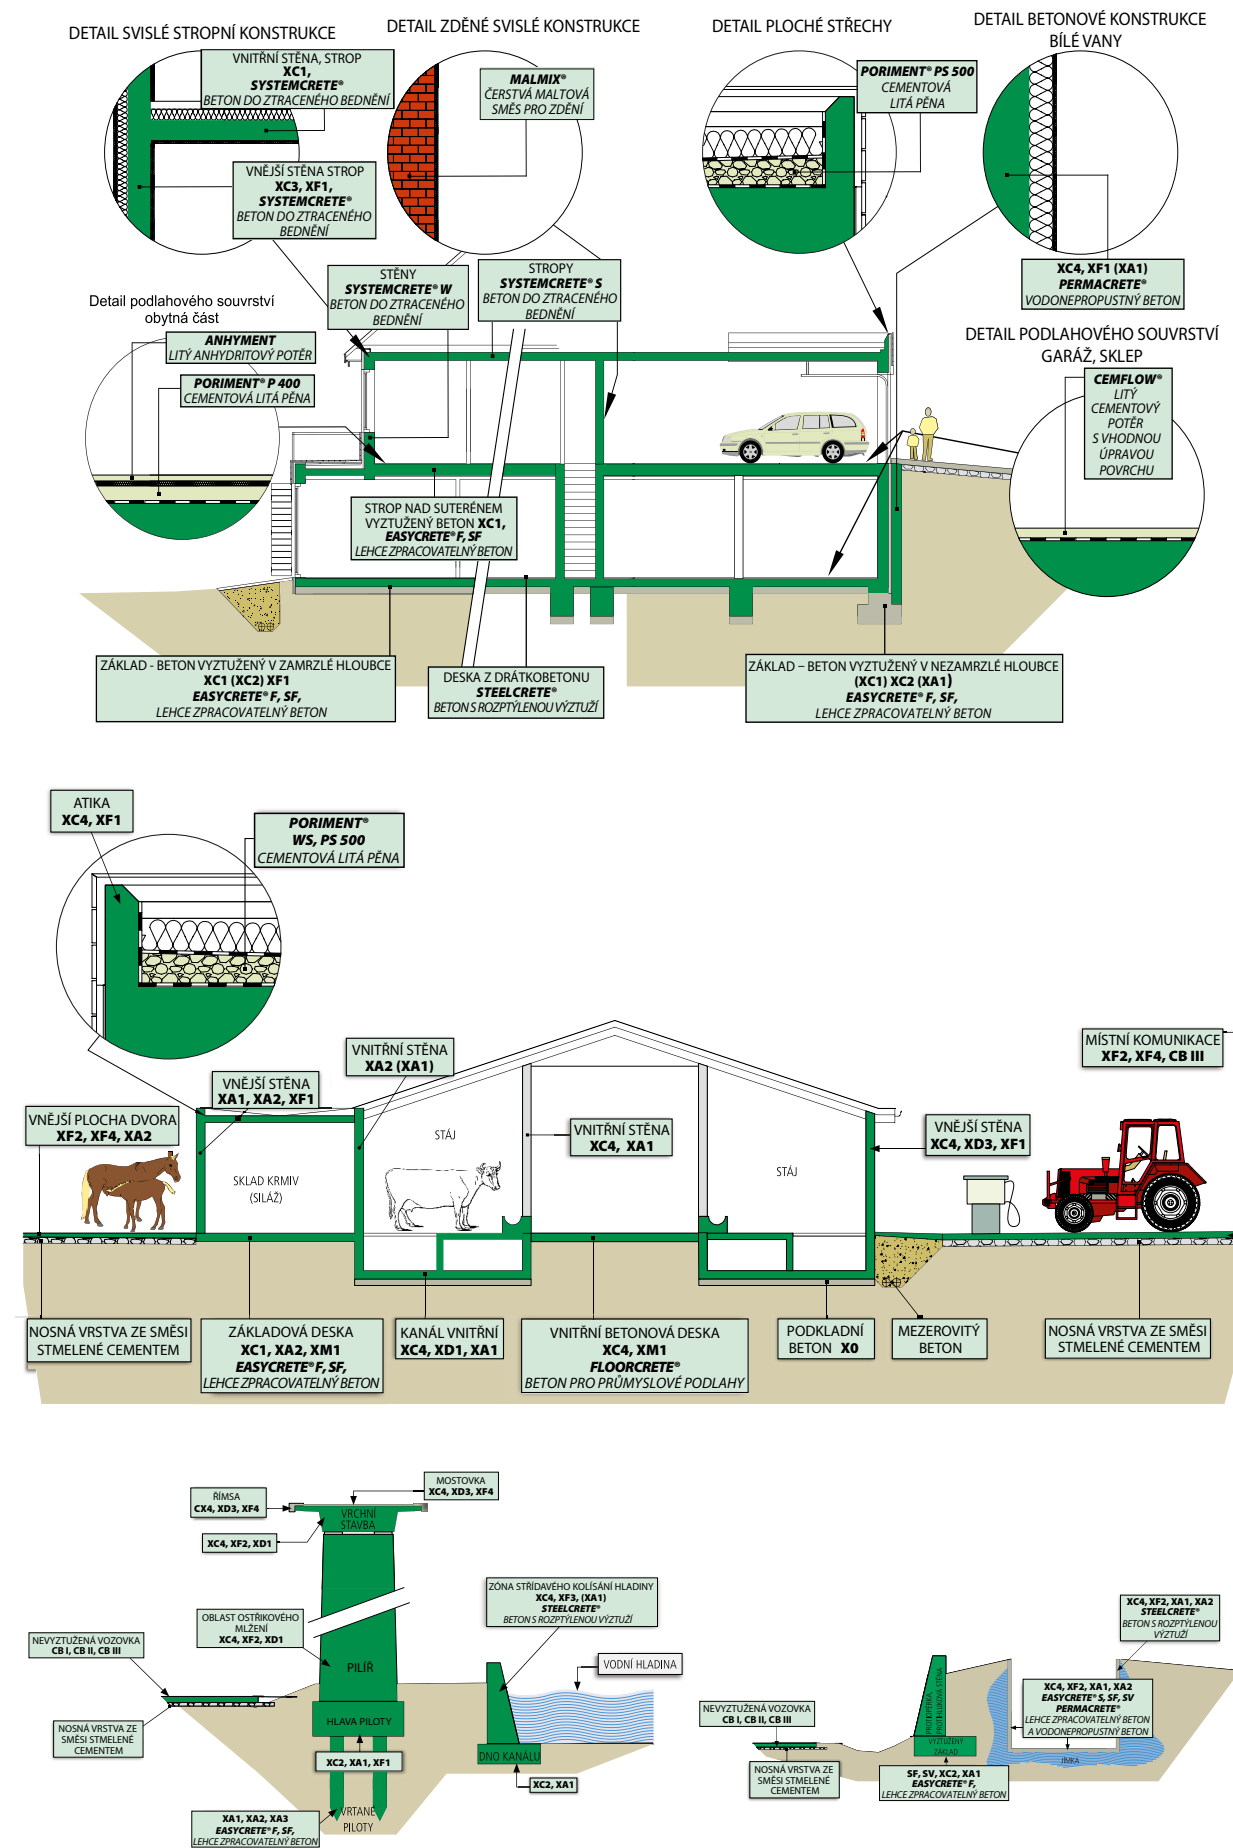 DETAIL SVISLÉ STROPNÍ KONSTRUKCE
DETAIL ZDĚNÉ SVISLÉ KONSTRUKCE
DETAIL PLOCHÉ STŘECHY
DETAIL BETONOVÉ KONSTRUKCE
BÍLÉ VANY
VNITŘNÍ STĚNA, STROP
XC1,
SYSTEMCRETE®
BETON DO ZTRACENÉHO BEDNĚNÍ
MALMIX®
ČERSTVÁ MALTOVÁ
SMĚS PRO ZDĚNÍ
PORIMENT® PS 500
CEMENTOVÁ
LITÁ PĚNA
VNĚJŠÍ STĚNA STROP
XC3, XF1,
SYSTEMCRETE®
BETON DO ZTRACENÉHO
BEDNĚNÍ
STĚNY
SYSTEMCRETE® W
BETON DO ZTRACENÉHO
BEDNĚNÍ
STROPY
SYSTEMCRETE® S
BETON DO ZTRACENÉHO
BEDNĚNÍ
XC4, XF1 (XA1)
PERMACRETE®
VODONEPROPUSTNÝ BETON
Detail podlahového souvrství
obytná část
ANHYMENT
LITÝ ANHYDRITOVÝ POTĚR
PORIMENT® P 400
CEMENTOVÁ LITÁ PĚNA
DETAIL PODLAHOVÉHO SOUVRSTVÍ
GARÁŽ, SKLEP
CEMFLOW®
LITÝ
CEMENTOVÝ
POTĚR
S VHODNOU
ÚPRAVOU
POVRCHU
STROP NAD SUTERÉNEM
VYZTUŽENÝ BETON XC1,
EASYCRETE® F, SF
LEHCE ZPRACOVATELNÝ BETON
ZÁKLAD - BETON VYZTUŽENÝ V ZAMRZLÉ HLOUBCE
XC1 (XC2) XF1
EASYCRETE® F, SF,
LEHCE ZPRACOVATELNÝ BETON
DESKA Z DRÁTKOBETONU
STEELCRETE®
BETON S ROZPTÝLENOU VÝZTUŽÍ
ZÁKLAD – BETON VYZTUŽENÝ V NEZAMRZLÉ HLOUBCE
(XC1) XC2 (XA1)
EASYCRETE® F, SF,
LEHCE ZPRACOVATELNÝ BETON
ATIKA
XC4, XF1
PORIMENT®
WS, PS 500
CEMENTOVÁ LITÁ PĚNA
VNITŘNÍ STĚNA
XA2 (XA1)
MÍSTNÍ KOMUNIKACE
XF2, XF4, CB III
VNĚJŠÍ STĚNA
XA1, XA2, XF1
VNĚJŠÍ PLOCHA DVORA
XF2, XF4, XA2
STÁJ
VNITŘNÍ STĚNA
XC4, XA1
VNĚJŠÍ STĚNA
XC4, XD3, XF1
SKLAD KRMIV
(SILÁŽ)
STÁJ
NOSNÁ VRSTVA ZE SMĚSI
STMELENÉ CEMENTEM
ZÁKLADOVÁ DESKA
XC1, XA2, XM1
EASYCRETE® F, SF,
LEHCE ZPRACOVATELNÝ BETON
KANÁL VNITŘNÍ
XC4, XD1, XA1
VNITŘNÍ BETONOVÁ DESKA
XC4, XM1
FLOORCRETE®
BETON PRO PRŮMYSLOVÉ PODLAHY
PODKLADNÍ
BETON X0
MEZEROVITÝ
BETON
NOSNÁ VRSTVA ZE SMĚSI
STMELENÉ CEMENTEM
MOSTOVKA
XC4, XD3, XF4
ŘÍMSA
CX4, XD3, XF4
VRCHNÍ
STAVBA
XC4, XF2, XD1
ZÓNA STŘÍDAVÉHO KOLÍSÁNÍ HLADINY
XC4, XF3, (XA1)
STEELCRETE®
BETON S ROZPTÝLENOU VÝZTUŽÍ
XC4, XF2, XA1, XA2
STEELCRETE®
BETON S ROZPTÝLENOU
VÝZTUŽÍ
OBLAST OSTŘIKOVÉHO
MLŽENÍ
XC4, XF2, XD1
NEVYZTUŽENÁ VOZOVKA
CB I, CB II, CB III
PILÍŘ
VODNÍ HLADINA
XC4, XF2, XA1, XA2
EASYCRETE® S, SF, SV
PERMACRETE®
LEHCE ZPRACOVATELNÝ BETON
A VODONEPROPUSTNÝ BETON
PROTIOPĚRKA,
PROTIHLUKOVÁ STĚNA
NEVYZTUŽENÁ VOZOVKA
CB I, CB II, CB III
HLAVA PILOTY
NOSNÁ VRSTVA ZE
SMĚSI STMELENÉ
CEMENTEM
VYZTUŽENÝ
ZÁKLAD
DNO KANÁLU
JÍMKA
XC2, XA1, XF1
XC2, XA1
NOSNÁ VRSTVA ZE
SMĚSI STMELENÉ
CEMENTEM
SF, SV, XC2, XA1
EASYCRETE® F,
LEHCE ZPRACOVATELNÝ BETON
XA1, XA2, XA3
EASYCRETE® F, SF,
LEHCE ZPRACOVATELNÝ BETON
VRTANÉ
PILOTY